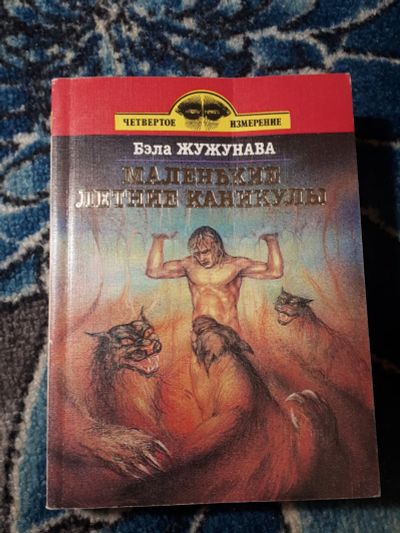 ЧЕТВЕРТОЕ ИЗМЕРЕНИЕ
Бэла ЖУЖУНАВА
МАЛЕНЬКИЕ
ЛЕТНИЕ КАНИКУЛЫ